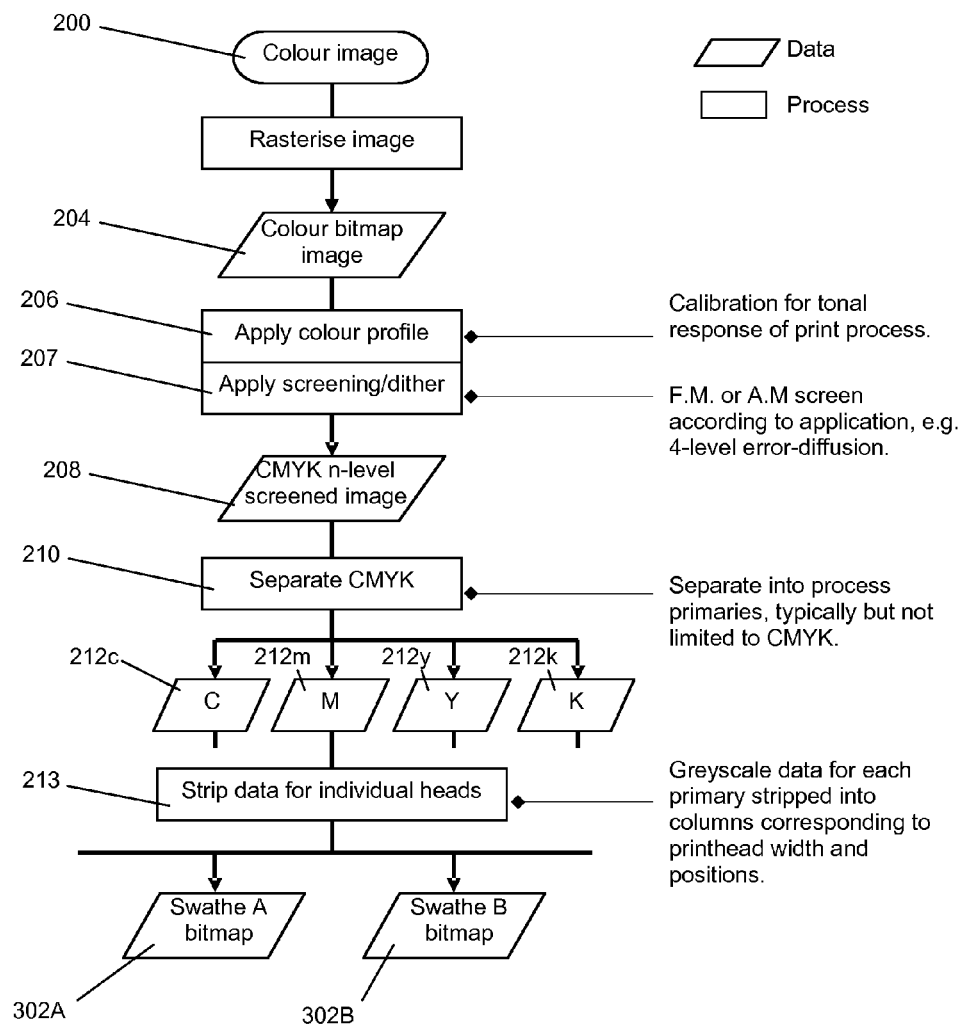 200
Colour image
Data
Process
Rasterise image
204
Colour bitmap
image
206
Apply colour profile
Calibration for tonal
response of print process.
207
Apply screening/dither
F.M. or A.M screen
according to application, e.g.
4-level error-diffusion.
208
CMYK n-level
screened image
210
Separate CMYK
Separate into process
primaries, typically but not
limited to CMYK.
212c
212m
212y
212k
C
M
Y
K
213
Strip data for individual heads
Greyscale data for each
primary stripped into
columns corresponding to
printhead width and
positions.
Swathe A
bitmap
Swathe B
bitmap
302A
302B